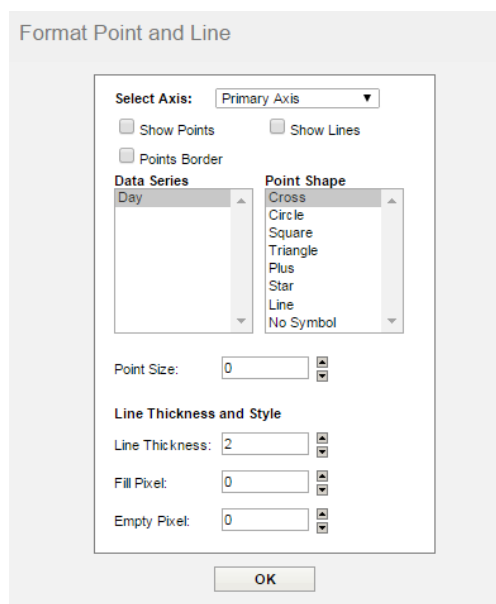 Format Point and Line
Select Axis: Primary Axis
Show Points Show Lines
Points Border
Data Series Point Shape
Day Cross
Circle
Square
Triangle
Plus
Star
Line
No Symbol
Point Size: 0
Line Thickness and Style
Line Thickness: 2
Fill Pixel: 0
Empty Pixel: 0
OK